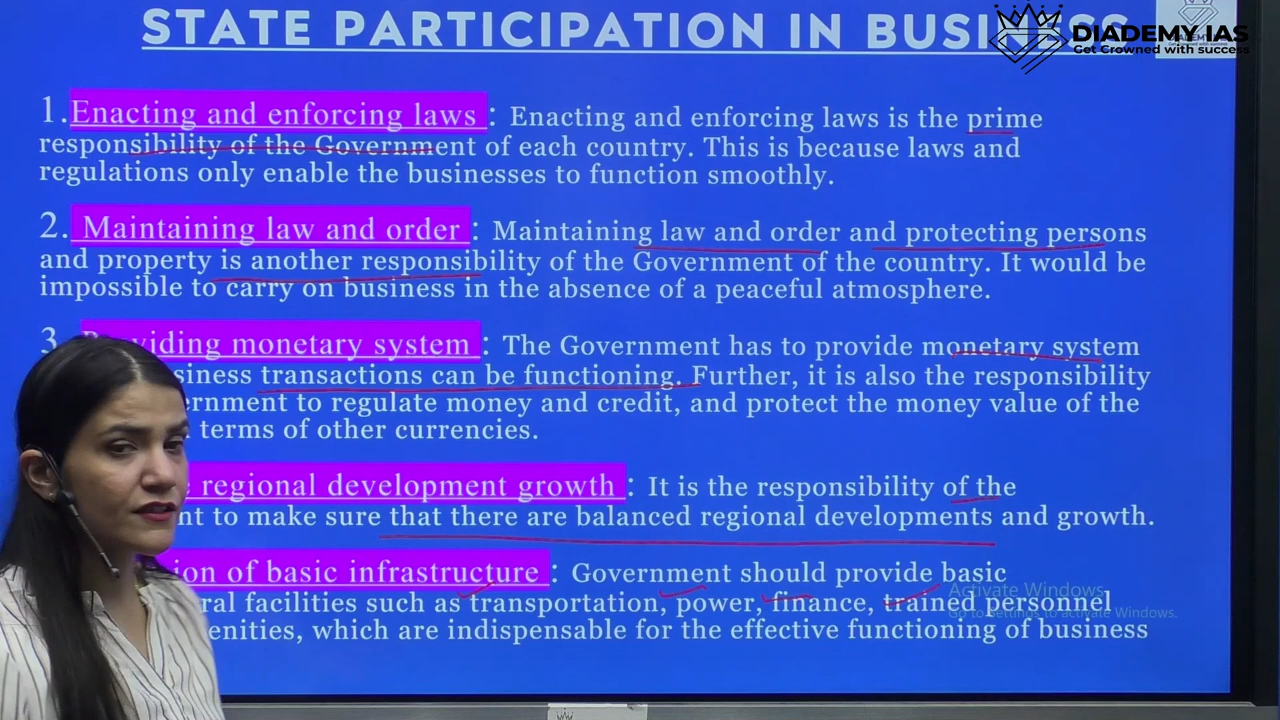 STATE PARTICIPATION IN BUSINESS
DIADEMY IAS
Get Crowned with success
1. Enacting and enforcing laws : Enacting and enforcing laws is the prime
responsibility of the Government of each country. This is because laws and
regulations only enable the businesses to function smoothly.
2. Maintaining law and order : Maintaining law and order and protecting persons
and property is another responsibility of the Government of the country. It would be
impossible to carry on business in the absence of a peaceful atmosphere.
3. Providing monetary system : The Government has to provide monetary system
transactions can be functioning. Further, it is also the responsibility
to regulate money and credit, and protect the money value of the
terms of other currencies.
regional development growth : It is the responsibility of the
to make sure that there are balanced regional developments and growth.
of basic infrastructure : Government should provide basic
facilities such as transportation, power, finance, trained personnel
which are indispensable for the effective functioning of business
Activate Windows
Go to Settings to activate Windows.